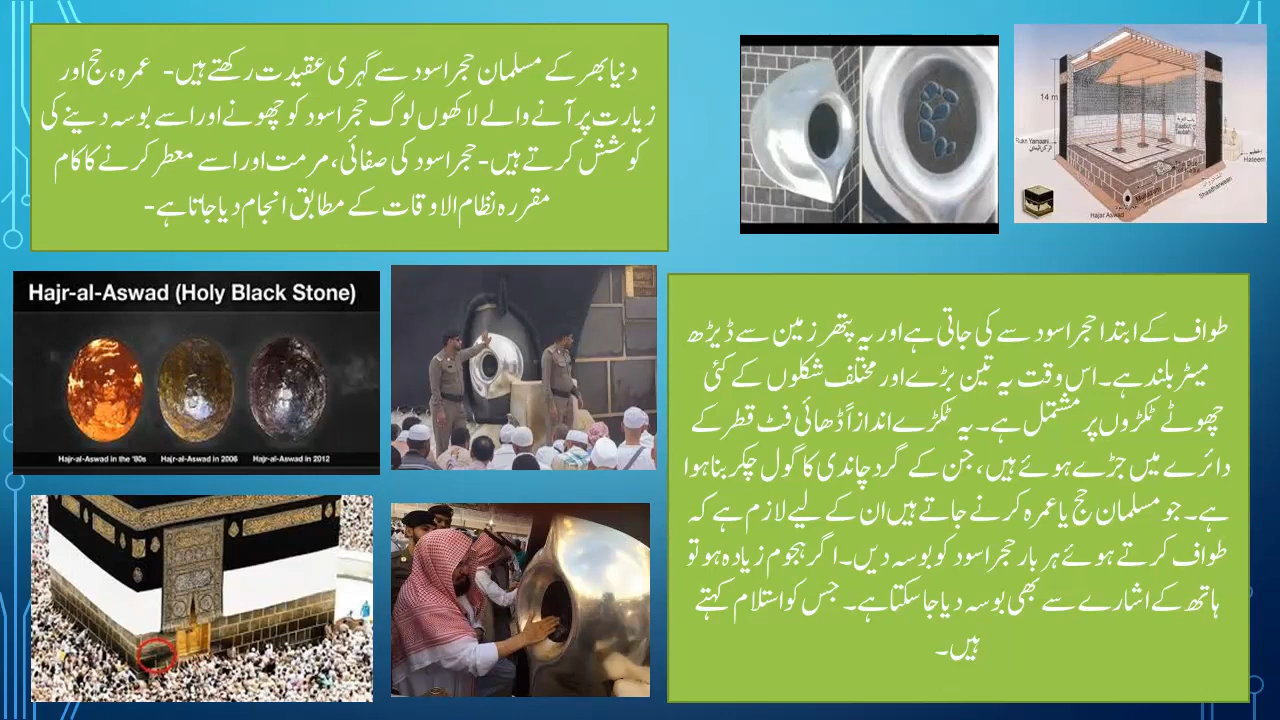 دنیا بھر کے مسلمان حجر اسود سے گہری عقیدت رکھتے ہیں- عمرہ، حج اور
زیارت پر آنے والے لاکھوں لوگ حجر اسود کو چھونے اور اسے بوسہ دینے کی
کوشش کرتے ہیں-حجر اسود کی صفائی، مرمت اور اسے معطر کرنے کا کام
مقررہ نظام الاوقات کے مطابق انجام دیا جاتا ہے-
14 m
Rukn Yamaani
الركن اليماني
Hateem
Shaadharwaan
Hajar Aswad
Hajr-al-Aswad (Holy Black Stone)
Hajr-al-Aswad in the '80s
Hajr-al-Aswad in 2006
Hajr-al-Aswad in 2012
طواف کے ابتدا حجر اسود سے کی جاتی ہے اور یہ پتھر زمین سے ڈیڑھ
میٹر بلند ہے۔ اس وقت یہ تین بڑے اور مختلف شکلوں کے کئی
چھوٹے ٹکڑوں پر مشتمل ہے۔ یہ ٹکڑے اندازاً ڈھائی فٹ قطر کے
دائرے میں جڑے ہوئے ہیں، جن کے گرد چاندی کا گول چکر بنا ہوا
ہے۔ جو مسلمان حج یا عمرہ کرنے جاتے ہیں ان کے لیے لازم ہے کہ
طواف کرتے ہوئے ہر بار حجر اسود کو بوسہ دیں۔ اگر ہجوم زیادہ ہو تو
ہاتھ کے اشارے سے بھی بوسہ دیا جا سکتا ہے۔ جس کو استلام کہتے
ہیں۔